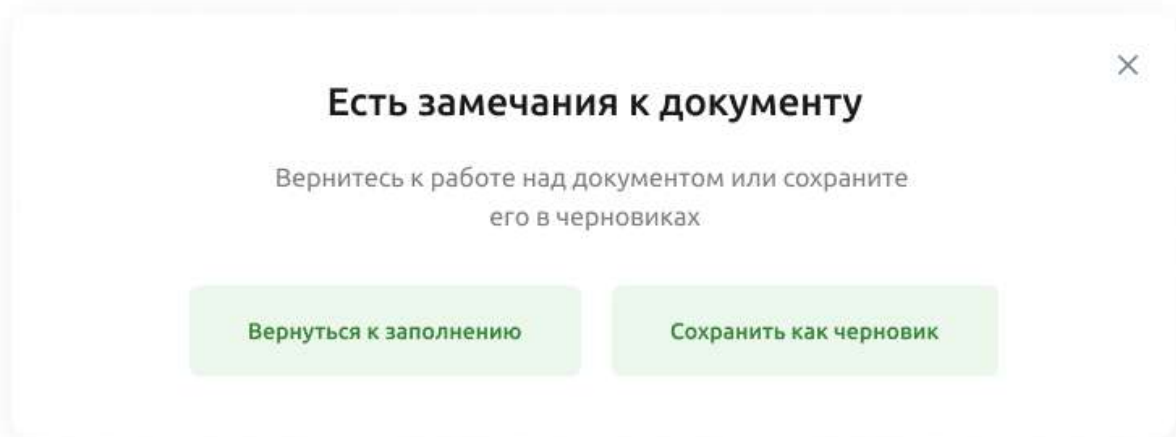 Есть замечания к документу
Вернитесь к работе над документом или сохраните
его в черновиках
Вернуться к заполнению
Сохранить как черновик